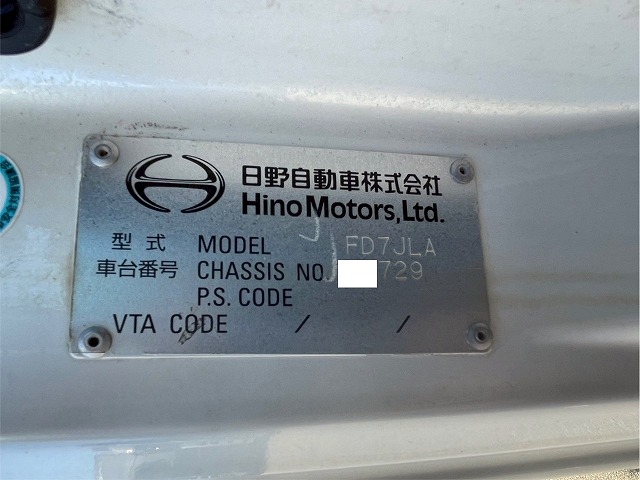 日野自動車株式会社
Hino Motors, Ltd.
型式 MODEL FD7JLA
車台番号 CHASSIS NO. 729
P.S. CODE
VTA CODE / /